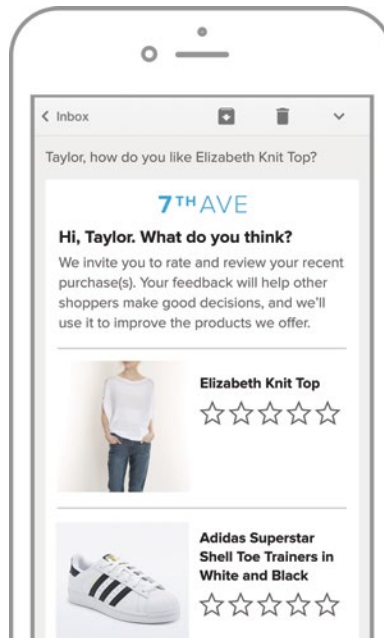 Inbox
Taylor, how do you like Elizabeth Knit Top?
7TH AVE
Hi, Taylor. What do you think?
We invite you to rate and review your recent
purchase(s). Your feedback will help other
shoppers make good decisions, and we'll
use it to improve the products we offer.
Elizabeth Knit Top
Adidas Superstar
Shell Toe Trainers in
White and Black